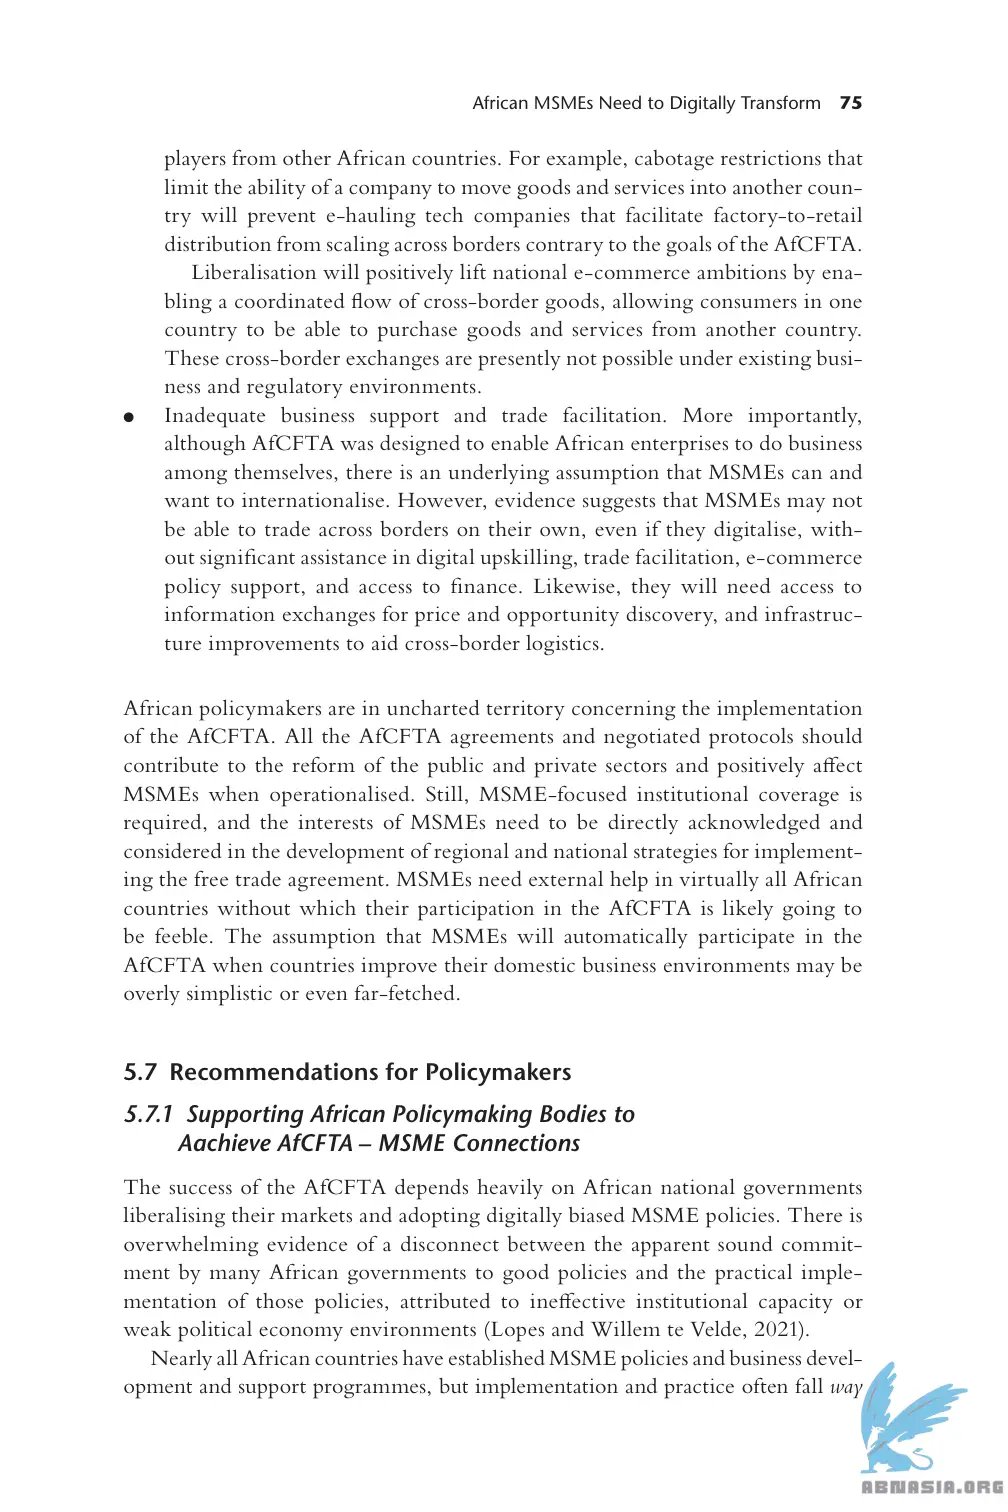 African MSMEs Need to Digitally Transform 75
players from other African countries. For example, cabotage restrictions that
limit the ability of a company to move goods and services into another coun-
try will prevent e-hauling tech companies that facilitate factory-to-retail
distribution from scaling across borders contrary to the goals of the AfCFTA.
Liberalisation will positively lift national e-commerce ambitions by ena-
bling a coordinated flow of cross-border goods, allowing consumers in one
country to be able to purchase goods and services from another country.
These cross-border exchanges are presently not possible under existing busi-
ness and regulatory environments.
● Inadequate business support and trade facilitation. More importantly,
although AfCFTA was designed to enable African enterprises to do business
among themselves, there is an underlying assumption that MSMEs can and
want to internationalise. However, evidence suggests that MSMEs may not
be able to trade across borders on their own, even if they digitalise, with-
out significant assistance in digital upskilling, trade facilitation, e-commerce
policy support, and access to finance. Likewise, they will need access to
information exchanges for price and opportunity discovery, and infrastruc-
ture improvements to aid cross-border logistics.
African policymakers are in uncharted territory concerning the implementation
of the AfCFTA. All the AfCFTA agreements and negotiated protocols should
contribute to the reform of the public and private sectors and positively affect
MSMEs when operationalised. Still, MSME-focused institutional coverage is
required, and the interests of MSMEs need to be directly acknowledged and
considered in the development of regional and national strategies for implement-
ing the free trade agreement. MSMEs need external help in virtually all African
countries without which their participation in the AfCFTA is likely going to
be feeble. The assumption that MSMEs will automatically participate in the
AfCFTA when countries improve their domestic business environments may be
overly simplistic or even far-fetched.
5.7 Recommendations for Policymakers
5.7.1 Supporting African Policymaking Bodies to
Aachieve AfCFTA – MSME Connections
The success of the AfCFTA depends heavily on African national governments
liberalising their markets and adopting digitally biased MSME policies. There is
overwhelming evidence of a disconnect between the apparent sound commit-
ment by many African governments to good policies and the practical imple-
mentation of those policies, attributed to ineffective institutional capacity or
weak political economy environments (Lopes and Willem te Velde, 2021).
Nearly all African countries have established MSME policies and business devel-
opment and support programmes, but implementation and practice often fall way
ABNASIA.ORG